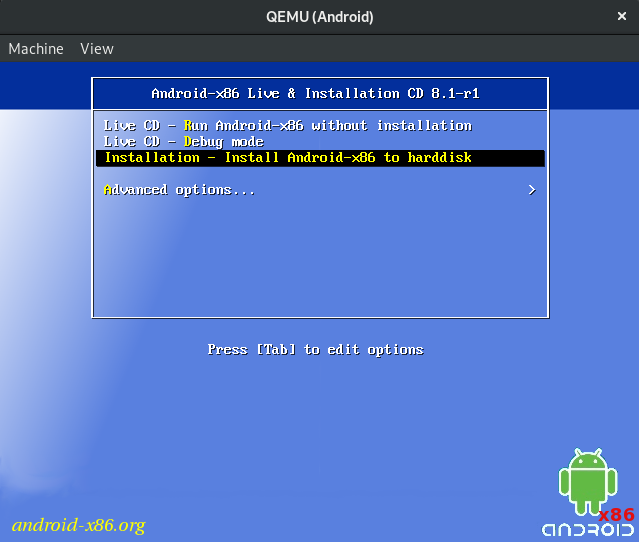 QEMU (Android)
Machine View
Android-x86 Live & Installation CD 8.1-r1
Live CD - Run Android-x86 without installation
Live CD - Debug mode
Installation - Install Android-x86 to harddisk
Advanced options... >
Press [Tab] to edit options
x86
android-x86.org
ANDROID